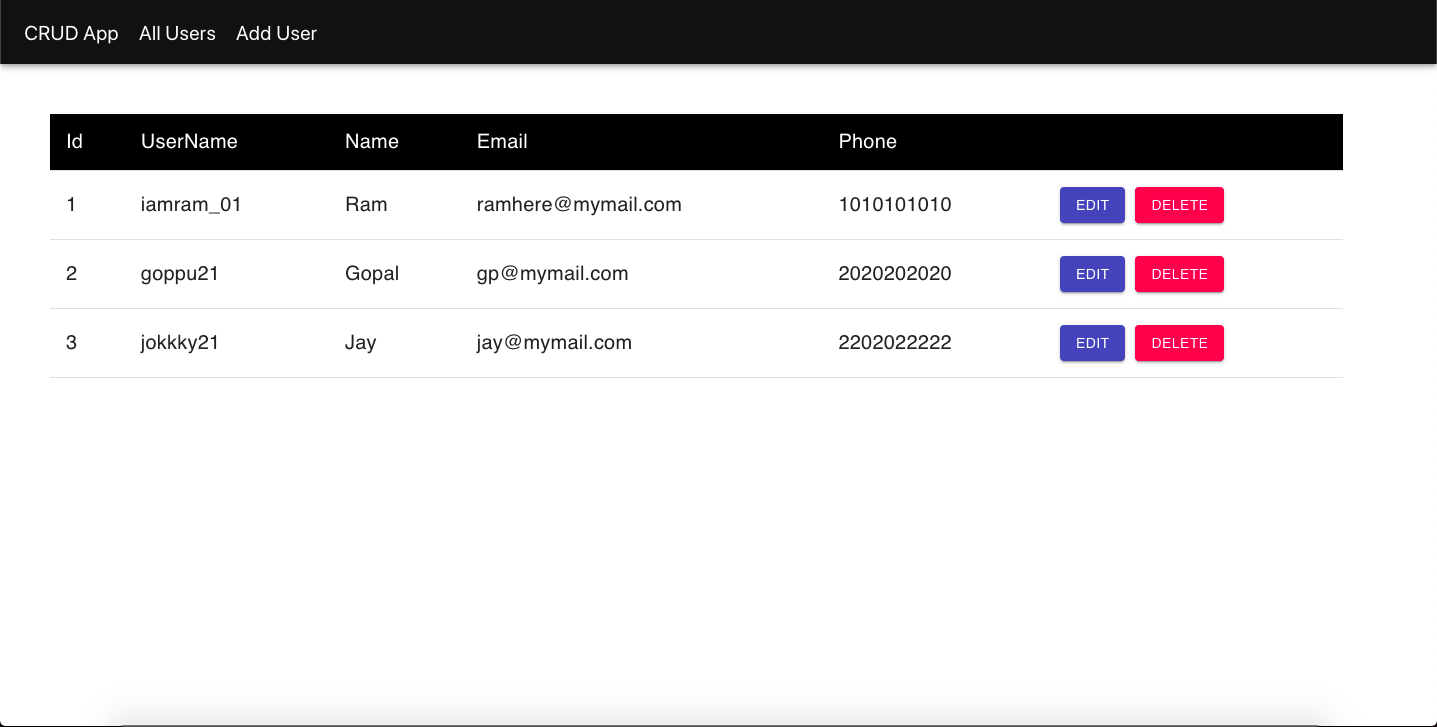 CRUD App All Users Add User
Id UserName Name Email Phone
1 iamram_01 Ram ramhere@mymail.com 1010101010 EDIT DELETE
2 goppu21 Gopal gp@mymail.com 2020202020 EDIT DELETE
3 jokkky21 Jay jay@mymail.com 2202022222 EDIT DELETE